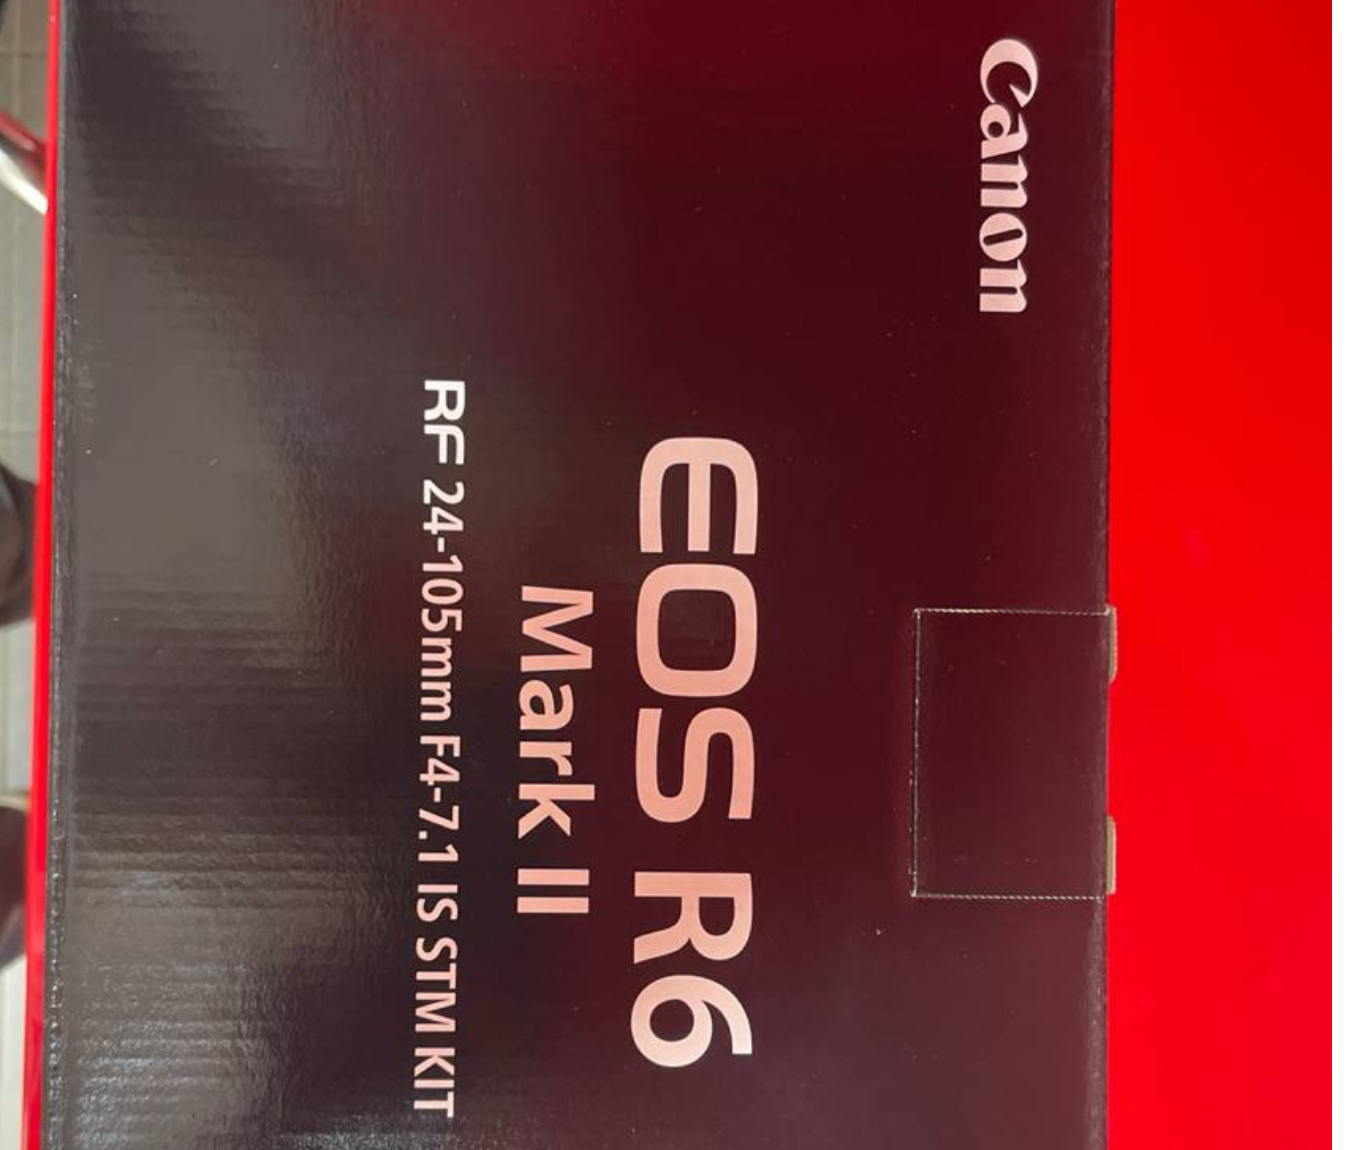 Canon
EOS R6
Mark II
RF 24-105mm F4-7.1 IS STM KIT